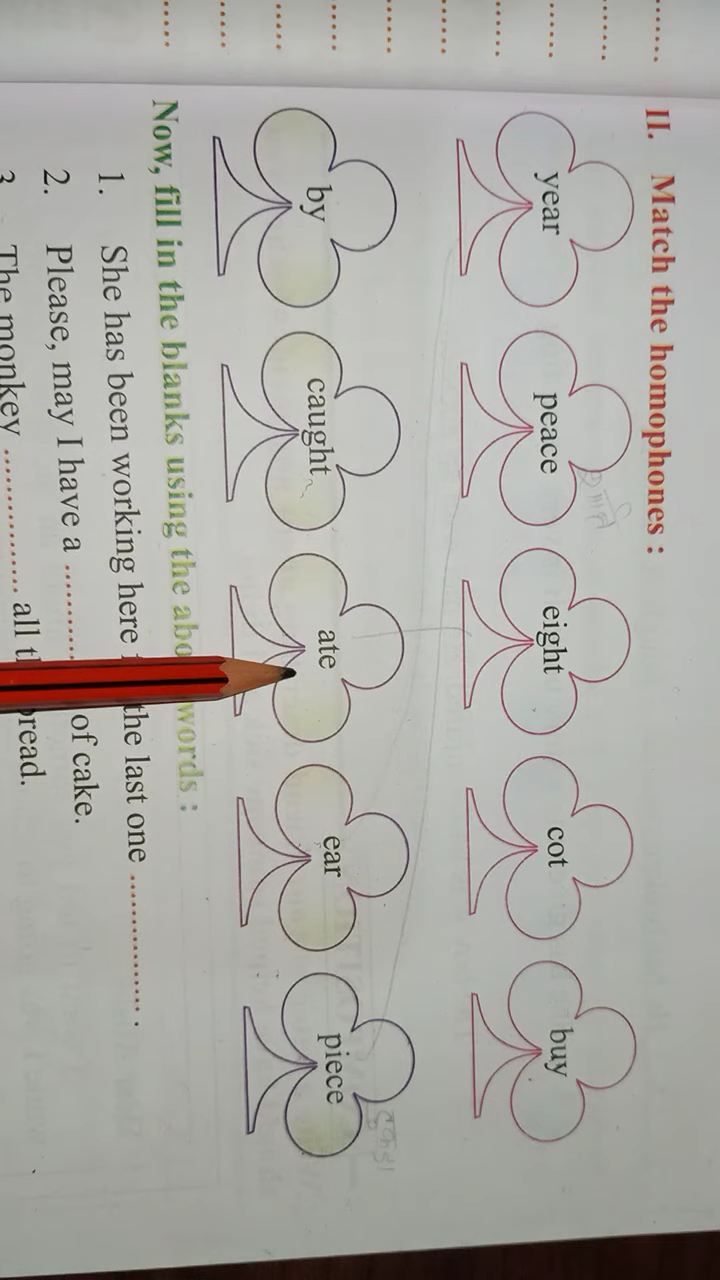 II. Match the homophones :
year peace eight cot buy
by caught ate ear piece
Now, fill in the blanks using the words :
1. She has been working here the last one ............... .
2. Please, may I have a ............ of cake.
3. The monkey ............... all bread.